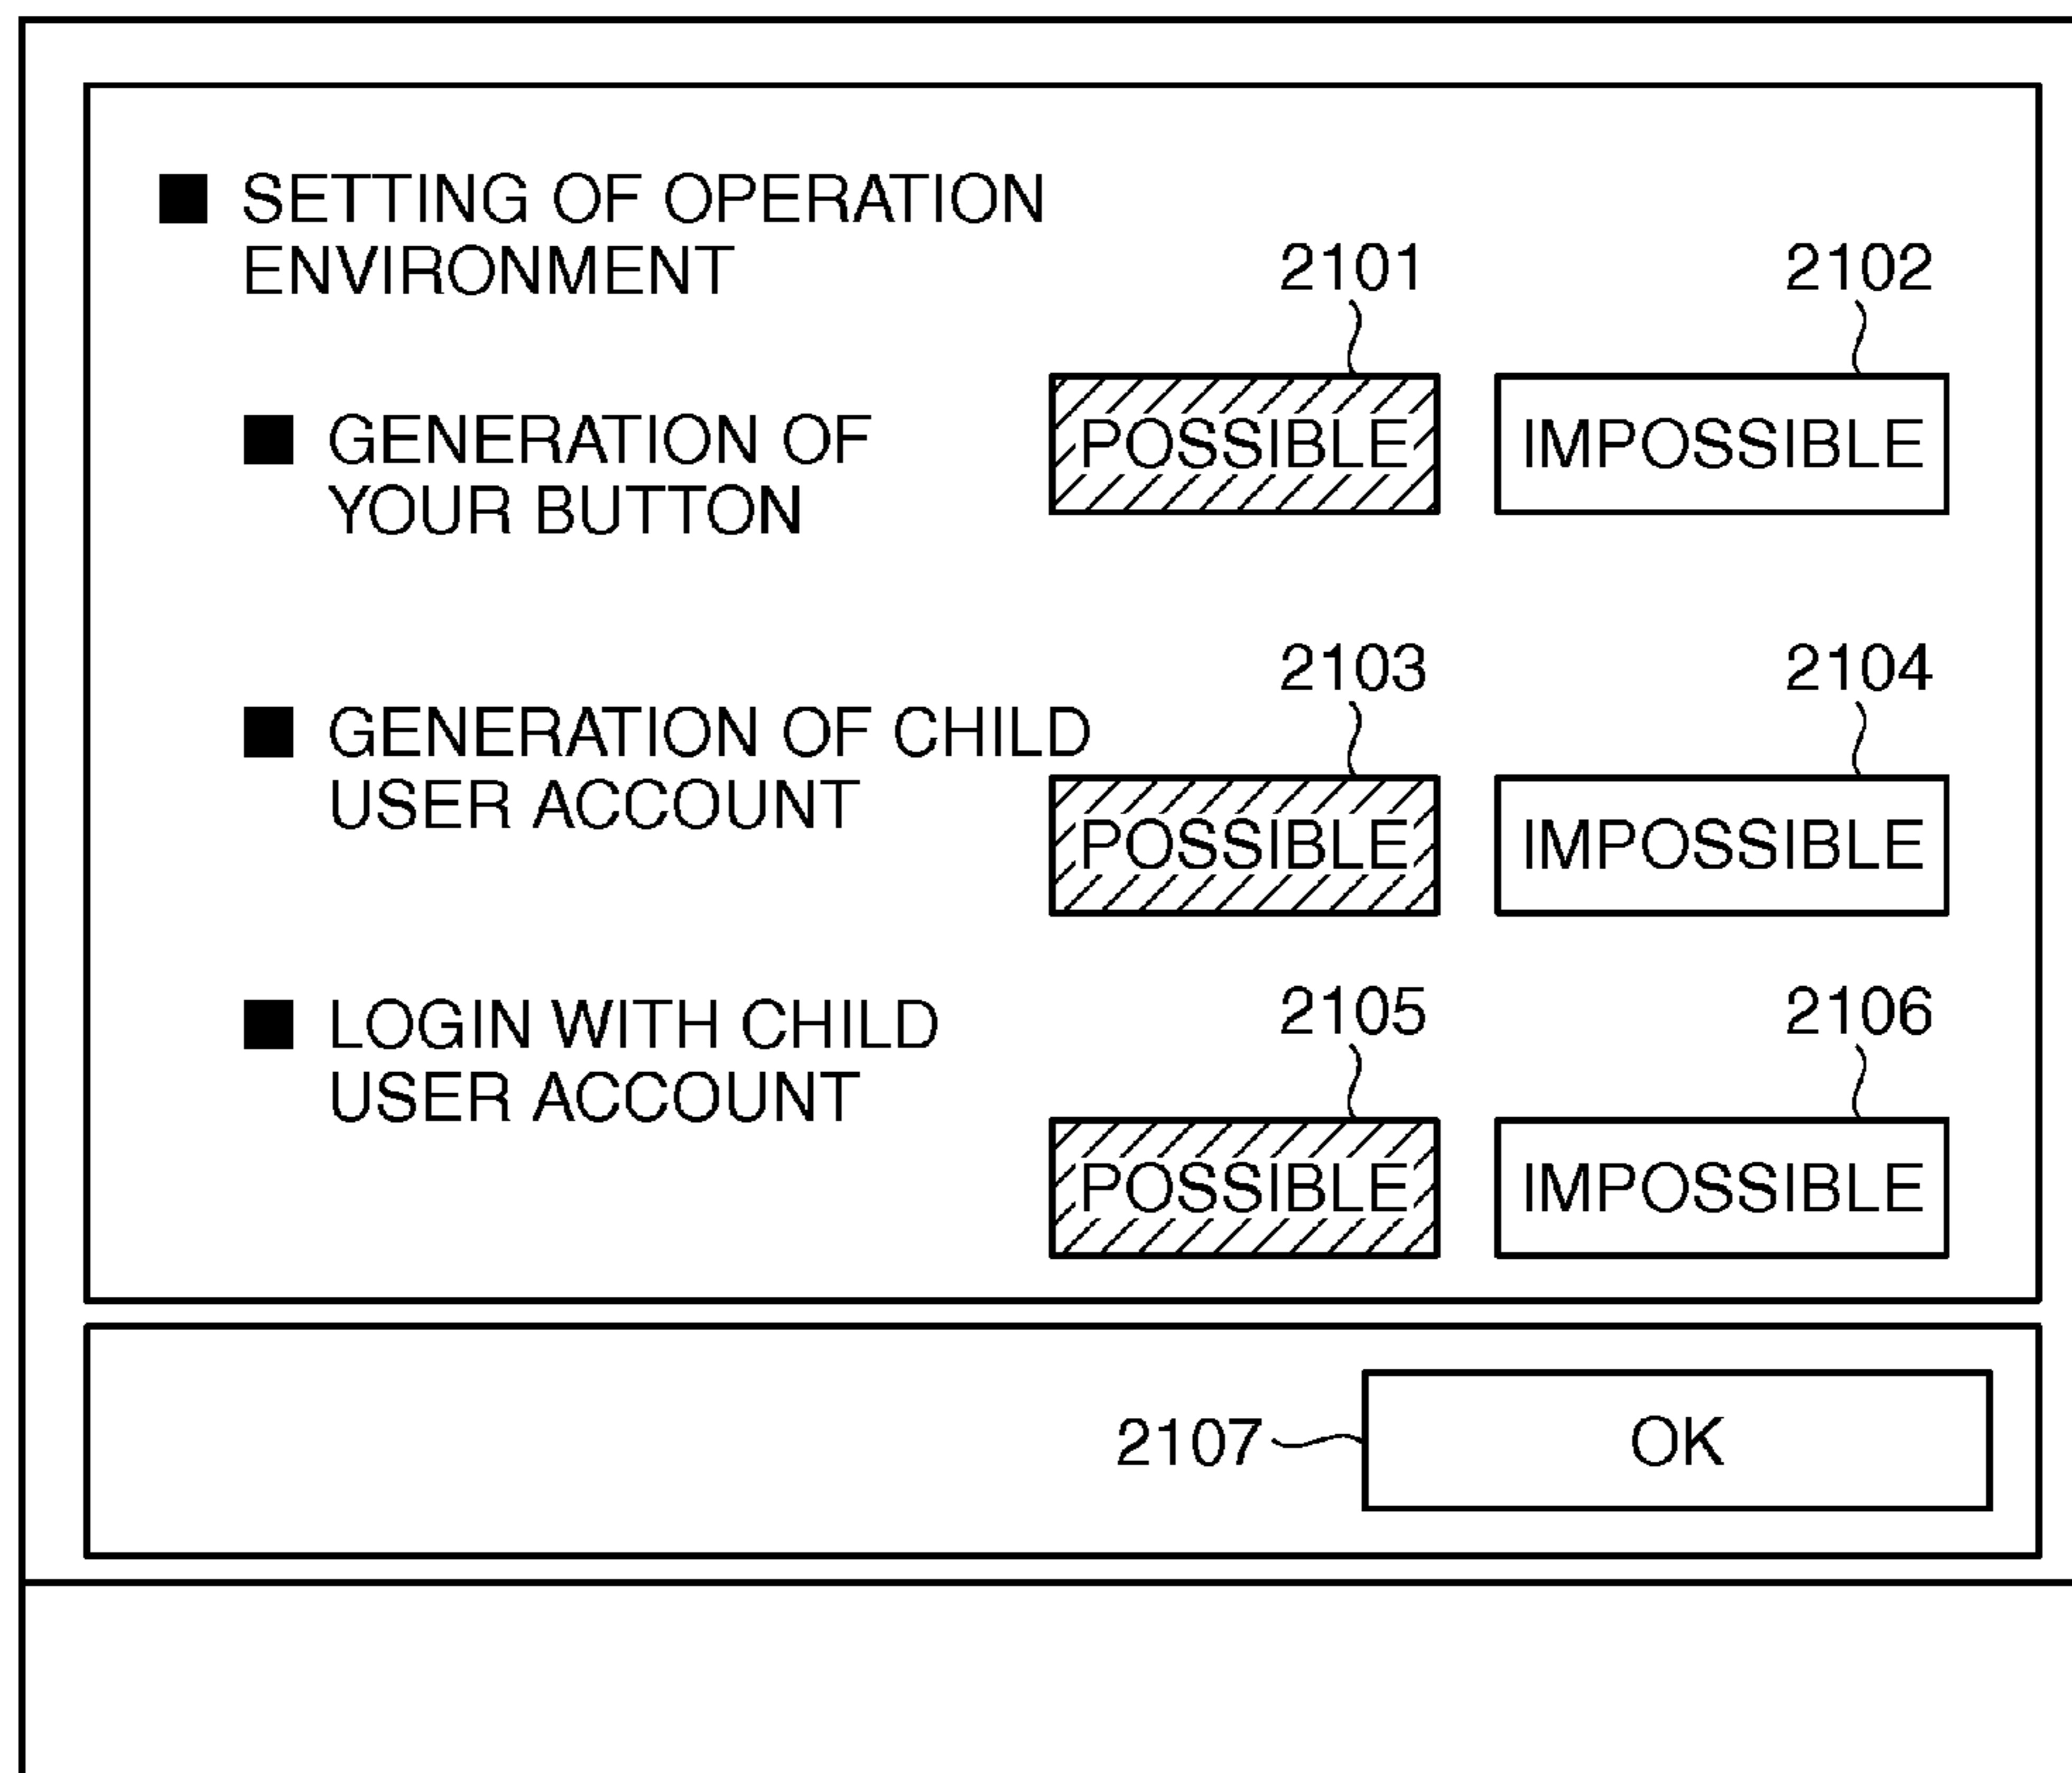 SETTING OF OPERATION
ENVIRONMENT
2101 2102
GENERATION OF
YOUR BUTTON
POSSIBLE IMPOSSIBLE
2103 2104
GENERATION OF CHILD
USER ACCOUNT
POSSIBLE IMPOSSIBLE
2105 2106
LOGIN WITH CHILD
USER ACCOUNT
POSSIBLE IMPOSSIBLE
2107 OK